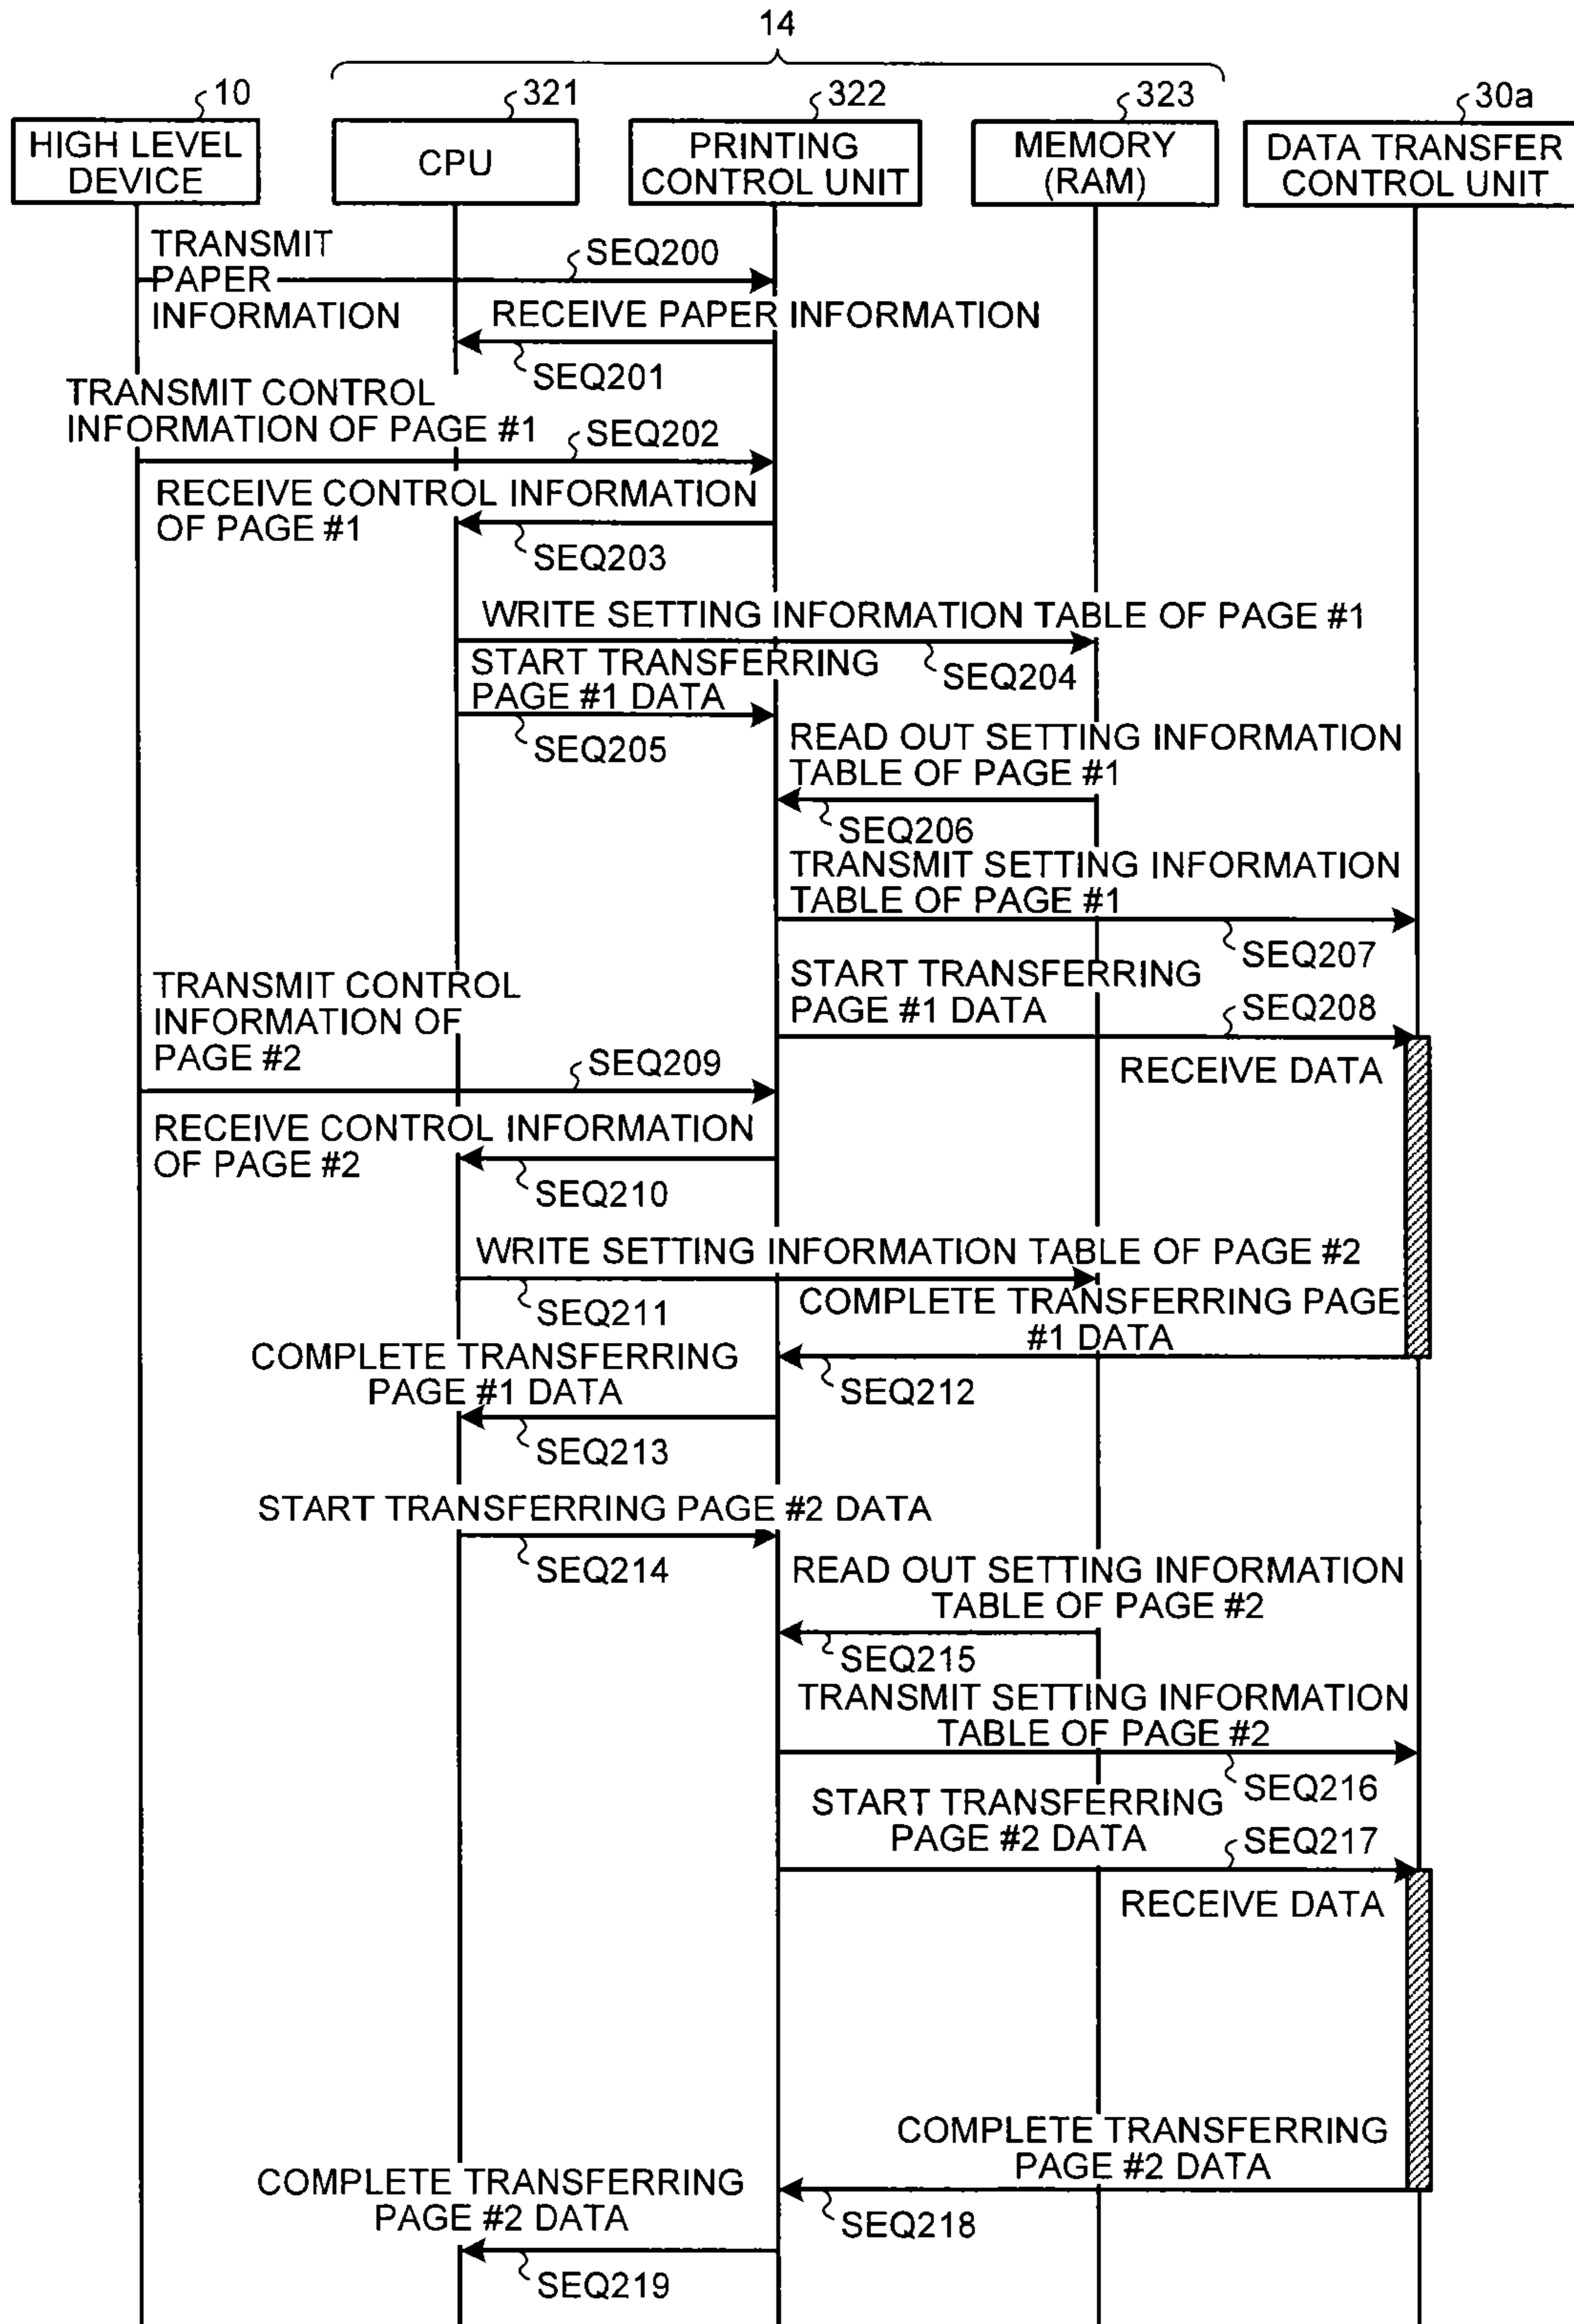 14
10
321
322
323
30a
HIGH LEVEL
DEVICE
CPU
PRINTING
CONTROL UNIT
MEMORY
(RAM)
DATA TRANSFER
CONTROL UNIT
TRANSMIT
PAPER
INFORMATION
SEQ200
RECEIVE PAPER INFORMATION
SEQ201
TRANSMIT CONTROL
INFORMATION OF PAGE #1
SEQ202
RECEIVE CONTROL INFORMATION
OF PAGE #1
SEQ203
WRITE SETTING INFORMATION TABLE OF PAGE #1
SEQ204
START TRANSFERRING
PAGE #1 DATA
SEQ205
READ OUT SETTING INFORMATION
TABLE OF PAGE #1
SEQ206
TRANSMIT SETTING INFORMATION
TABLE OF PAGE #1
SEQ207
START TRANSFERRING
PAGE #1 DATA
SEQ208
RECEIVE DATA
TRANSMIT CONTROL
INFORMATION OF
PAGE #2
SEQ209
RECEIVE CONTROL INFORMATION
OF PAGE #2
SEQ210
WRITE SETTING INFORMATION TABLE OF PAGE #2
SEQ211
COMPLETE TRANSFERRING PAGE
#1 DATA
SEQ212
COMPLETE TRANSFERRING
PAGE #1 DATA
SEQ213
START TRANSFERRING PAGE #2 DATA
SEQ214
READ OUT SETTING INFORMATION
TABLE OF PAGE #2
SEQ215
TRANSMIT SETTING INFORMATION
TABLE OF PAGE #2
SEQ216
START TRANSFERRING
PAGE #2 DATA
SEQ217
RECEIVE DATA
COMPLETE TRANSFERRING
PAGE #2 DATA
SEQ218
COMPLETE TRANSFERRING
PAGE #2 DATA
SEQ219